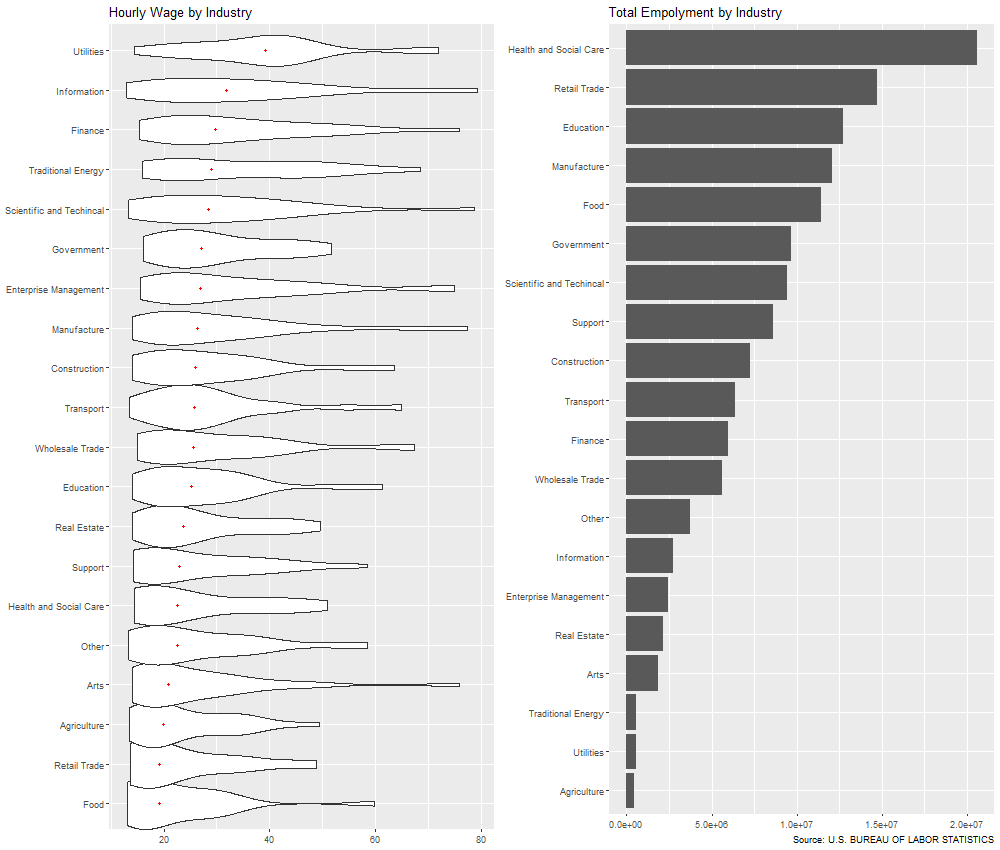 Hourly Wage by Industry
Utilities
Information
Finance
Traditional Energy
Scientific and Techincal
Government
Enterprise Management
Manufacture
Construction
Transport
Wholesale Trade
Education
Real Estate
Support
Health and Social Care
Other
Arts
Agriculture
Retail Trade
Food
20 40 60 80
Total Empolyment by Industry
Health and Social Care
Retail Trade
Education
Manufacture
Food
Government
Scientific and Techincal
Support
Construction
Transport
Finance
Wholesale Trade
Other
Information
Enterprise Management
Real Estate
Arts
Traditional Energy
Utilities
Agriculture
0.0e+00 5.0e+06 1.0e+07 1.5e+07 2.0e+07
Source: U.S. BUREAU OF LABOR STATISTICS